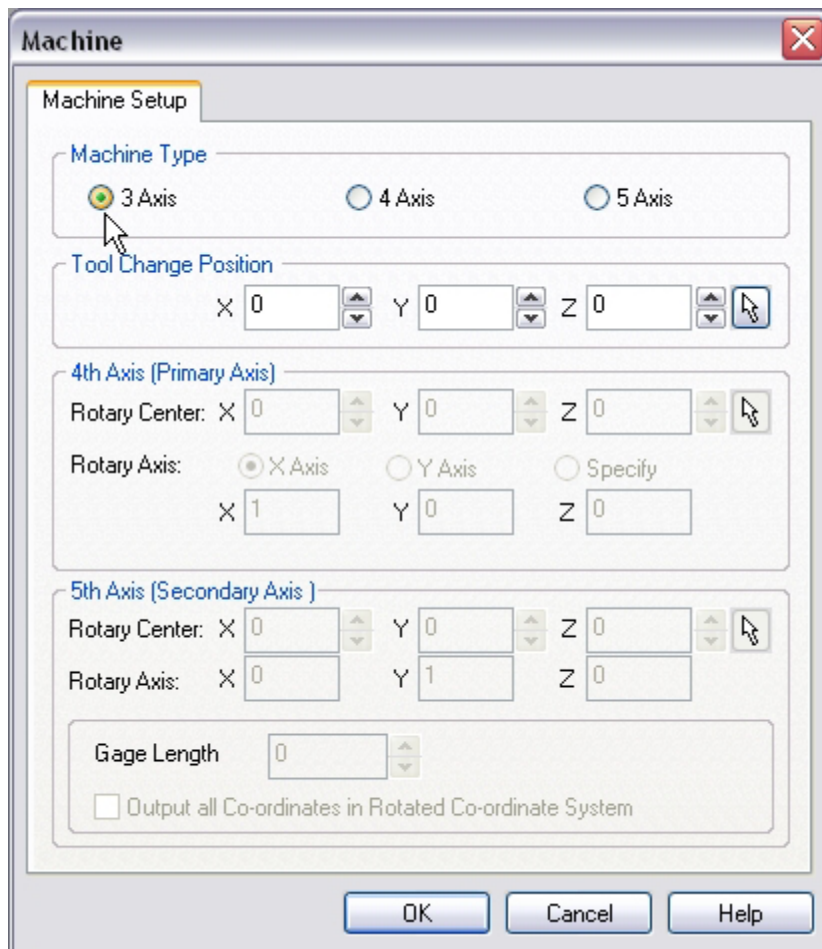 Machine
Machine Setup
Machine Type
3 Axis 4 Axis 5 Axis
Tool Change Position
X 0 Y 0 Z 0
4th Axis (Primary Axis)
Rotary Center: X 0 Y 0 Z 0
Rotary Axis: X Axis Y Axis Specify
X 1 Y 0 Z 0
5th Axis (Secondary Axis )
Rotary Center: X 0 Y 0 Z 0
Rotary Axis: X 0 Y 1 Z 0
Gage Length 0
Output all Co-ordinates in Rotated Co-ordinate System
OK Cancel Help